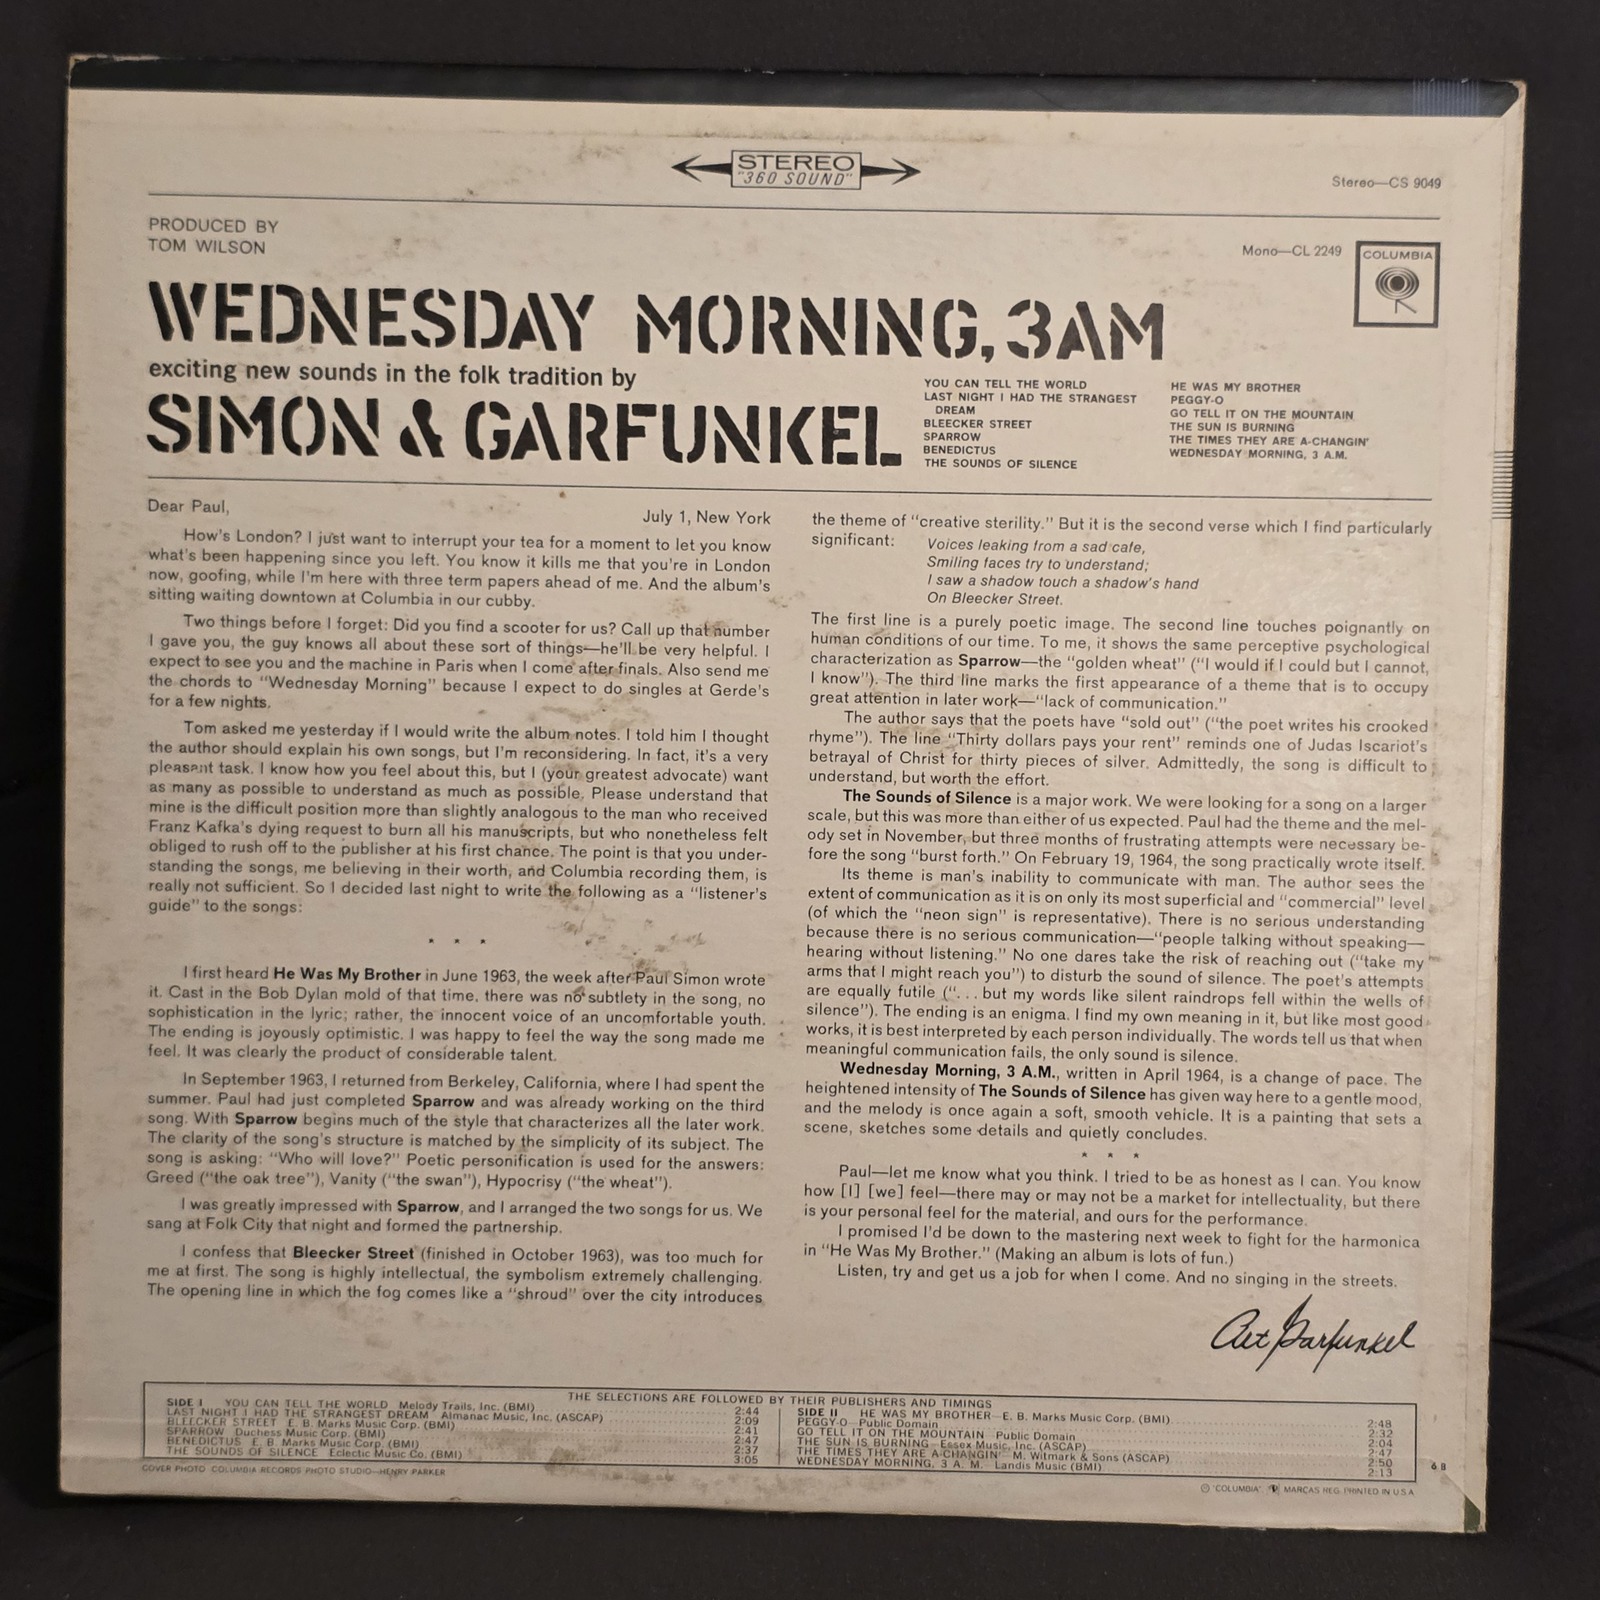 STEREO
"360 SOUND"
Stereo—CS 9049
PRODUCED BY
TOM WILSON
Mono—CL 2249
COLUMBIA
WEDNESDAY MORNING, 3AM
exciting new sounds in the folk tradition by
SIMON & GARFUNKEL
YOU CAN TELL THE WORLD
LAST NIGHT I HAD THE STRANGEST
DREAM
BLEECKER STREET
SPARROW
BENEDICTUS
THE SOUNDS OF SILENCE
HE WAS MY BROTHER
PEGGY-O
GO TELL IT ON THE MOUNTAIN
THE SUN IS BURNING
THE TIMES THEY ARE A-CHANGIN'
WEDNESDAY MORNING, 3 A.M.
Dear Paul,
July 1, New York
How's London? I just want to interrupt your tea for a moment to let you know
what's been happening since you left. You know it kills me that you're in London
now, goofing, while I'm here with three term papers ahead of me. And the album's
sitting waiting downtown at Columbia in our cubby.
Two things before I forget: Did you find a scooter for us? Call up that number
I gave you, the guy knows all about these sort of things—he'll be very helpful. I
expect to see you and the machine in Paris when I come after finals. Also send me
the chords to "Wednesday Morning" because I expect to do singles at Gerde's
for a few nights.
Tom asked me yesterday if I would write the album notes. I told him I thought
the author should explain his own songs, but I'm reconsidering. In fact, it's a very
pleasant task. I know how you feel about this, but I (your greatest advocate) want
as many as possible to understand as much as possible. Please understand that
mine is the difficult position more than slightly analogous to the man who received
Franz Kafka's dying request to burn all his manuscripts, but who nonetheless felt
obliged to rush off to the publisher at his first chance. The point is that you under-
standing the songs, me believing in their worth, and Columbia recording them, is
really not sufficient. So I decided last night to write the following as a "listener's
guide" to the songs:
* * *
I first heard He Was My Brother in June 1963, the week after Paul Simon wrote
it. Cast in the Bob Dylan mold of that time, there was no subtlety in the song, no
sophistication in the lyric; rather, the innocent voice of an uncomfortable youth.
The ending is joyously optimistic. I was happy to feel the way the song made me
feel. It was clearly the product of considerable talent.
In September 1963, I returned from Berkeley, California, where I had spent the
summer. Paul had just completed Sparrow and was already working on the third
song. With Sparrow begins much of the style that characterizes all the later work.
The clarity of the song's structure is matched by the simplicity of its subject. The
song is asking: "Who will love?" Poetic personification is used for the answers:
Greed ("the oak tree"), Vanity ("the swan"), Hypocrisy ("the wheat").
I was greatly impressed with Sparrow, and I arranged the two songs for us. We
sang at Folk City that night and formed the partnership.
I confess that Bleecker Street (finished in October 1963), was too much for
me at first. The song is highly intellectual, the symbolism extremely challenging.
The opening line in which the fog comes like a "shroud" over the city introduces
the theme of "creative sterility." But it is the second verse which I find particularly
significant:
Voices leaking from a sad cafe,
Smiling faces try to understand;
I saw a shadow touch a shadow's hand
On Bleecker Street.
The first line is a purely poetic image. The second line touches poignantly on
human conditions of our time. To me, it shows the same perceptive psychological
characterization as Sparrow—the "golden wheat" ("I would if I could but I cannot,
I know"). The third line marks the first appearance of a theme that is to occupy
great attention in later work—"lack of communication."
The author says that the poets have "sold out" ("the poet writes his crooked
rhyme"). The line "Thirty dollars pays your rent" reminds one of Judas Iscariot's
betrayal of Christ for thirty pieces of silver. Admittedly, the song is difficult to
understand, but worth the effort.
The Sounds of Silence is a major work. We were looking for a song on a larger
scale, but this was more than either of us expected. Paul had the theme and the mel-
ody set in November, but three months of frustrating attempts were necessary be-
fore the song "burst forth." On February 19, 1964, the song practically wrote itself.
Its theme is man's inability to communicate with man. The author sees the
extent of communication as it is on only its most superficial and "commercial" level
(of which the "neon sign" is representative). There is no serious understanding
because there is no serious communication—"people talking without speaking—
hearing without listening." No one dares take the risk of reaching out ("take my
arms that I might reach you") to disturb the sound of silence. The poet's attempts
are equally futile (". . . but my words like silent raindrops fell within the wells of
silence"). The ending is an enigma. I find my own meaning in it, but like most good
works, it is best interpreted by each person individually. The words tell us that when
meaningful communication fails, the only sound is silence.
Wednesday Morning, 3 A.M., written in April 1964, is a change of pace. The
heightened intensity of The Sounds of Silence has given way here to a gentle mood,
and the melody is once again a soft, smooth vehicle. It is a painting that sets a
scene, sketches some details and quietly concludes.
* * *
Paul—let me know what you think. I tried to be as honest as I can. You know
how [I] [we] feel—there may or may not be a market for intellectuality, but there
is your personal feel for the material, and ours for the performance.
I promised I'd be down to the mastering next week to fight for the harmonica
in "He Was My Brother." (Making an album is lots of fun.)
Listen, try and get us a job for when I come. And no singing in the streets.
Art Garfunkel
THE SELECTIONS ARE FOLLOWED BY THEIR PUBLISHERS AND TIMINGS
SIDE I YOU CAN TELL THE WORLD Melody Trails, Inc. (BMI) 2:44
LAST NIGHT I HAD THE STRANGEST DREAM Almanac Music, Inc. (ASCAP) 2:09
BLEECKER STREET E. B. Marks Music Corp. (BMI) 2:41
SPARROW Duchess Music Corp. (BMI) 2:47
BENEDICTUS E. B. Marks Music Corp. (BMI) 2:37
THE SOUNDS OF SILENCE Eclectic Music Co. (BMI) 3:05
SIDE II HE WAS MY BROTHER E. B. Marks Music Corp. (BMI) 2:48
PEGGY-O Public Domain 2:32
GO TELL IT ON THE MOUNTAIN Public Domain 2:04
THE SUN IS BURNING Essex Music, Inc. (ASCAP) 2:47
THE TIMES THEY ARE A-CHANGIN' M. Witmark & Sons (ASCAP) 2:50
WEDNESDAY MORNING, 3 A. M. Landis Music (BMI) 2:13
COVER PHOTO COLUMBIA RECORDS PHOTO STUDIO—HENRY PARKER
6 B
Ⓟ "COLUMBIA", MARCAS REG. PRINTED IN U.S.A.